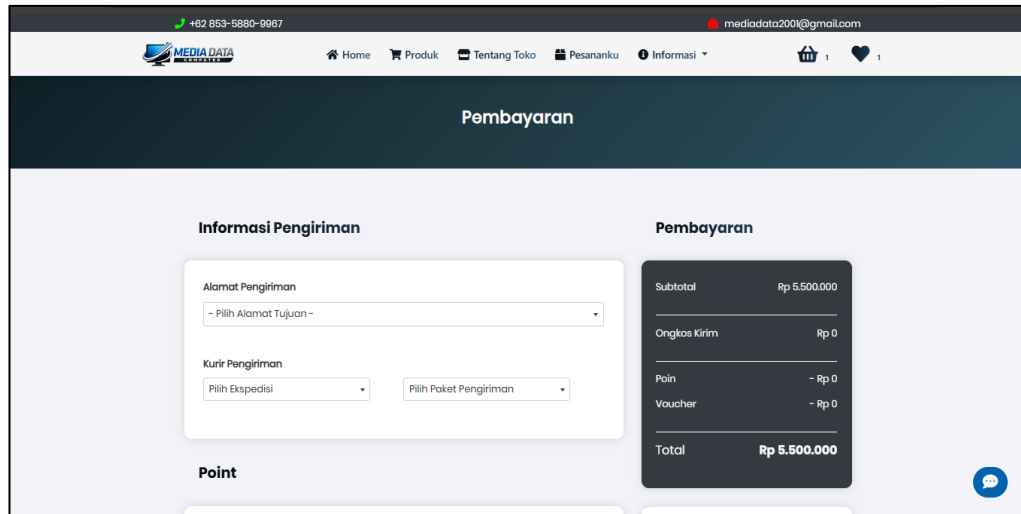 +62 853-5880-9967
mediadata2001@gmail.com
MEDIA DATA
COMPUTER
Home Produk Tentang Toko Pesananku Informasi 1 1
Pembayaran
Informasi Pengiriman
Alamat Pengiriman
- Pilih Alamat Tujuan -
Kurir Pengiriman
Pilih Ekspedisi Pilih Paket Pengiriman
Point
Pembayaran
Subtotal Rp 5.500.000
Ongkos Kirim Rp 0
Poin - Rp 0
Voucher - Rp 0
Total Rp 5.500.000